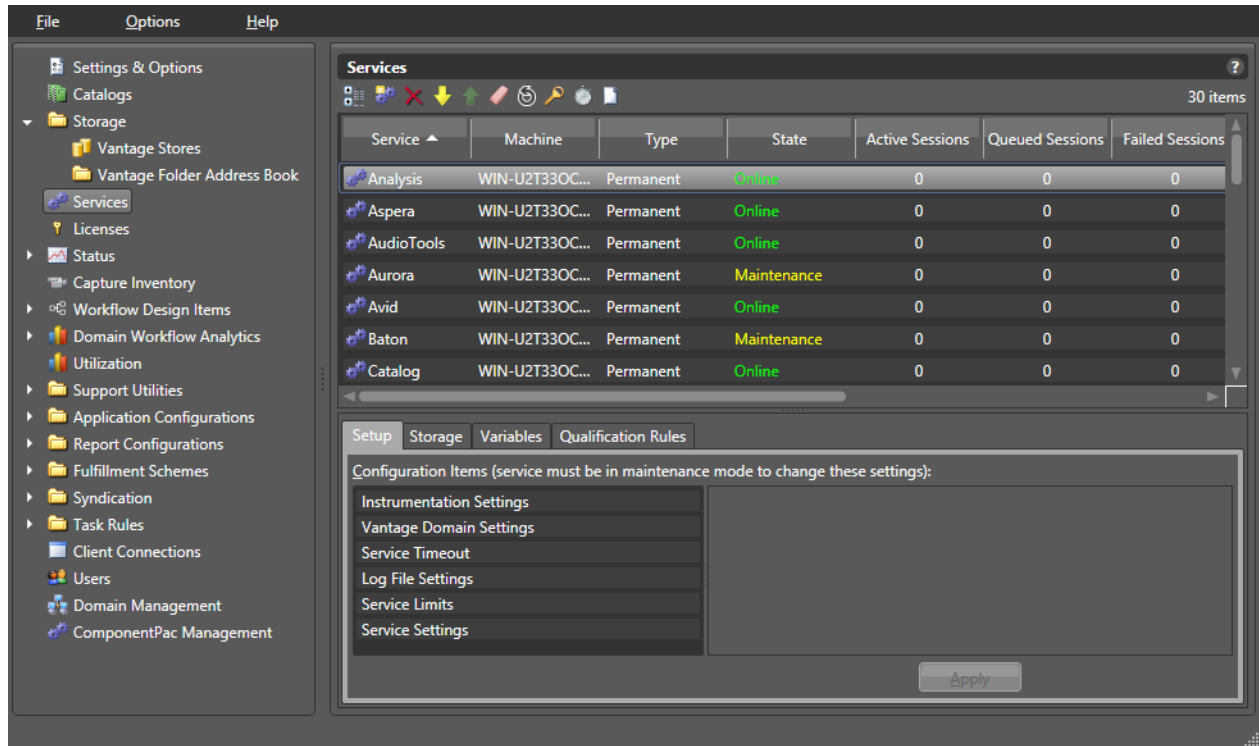 File Options Help
Settings & Options
Catalogs
Storage
Vantage Stores
Vantage Folder Address Book
Services
Licenses
Status
Capture Inventory
Workflow Design Items
Domain Workflow Analytics
Utilization
Support Utilities
Application Configurations
Report Configurations
Fulfillment Schemes
Syndication
Task Rules
Client Connections
Users
Domain Management
ComponentPac Management
Services ?
30 items
Service Machine Type State Active Sessions Queued Sessions Failed Sessions
Analysis WIN-U2T33OC... Permanent Online 0 0 0
Aspera WIN-U2T33OC... Permanent Online 0 0 0
AudioTools WIN-U2T33OC... Permanent Online 0 0 0
Aurora WIN-U2T33OC... Permanent Maintenance 0 0 0
Avid WIN-U2T33OC... Permanent Online 0 0 0
Baton WIN-U2T33OC... Permanent Maintenance 0 0 0
Catalog WIN-U2T33OC... Permanent Online 0 0 0
Setup Storage Variables Qualification Rules
Configuration Items (service must be in maintenance mode to change these settings):
Instrumentation Settings
Vantage Domain Settings
Service Timeout
Log File Settings
Service Limits
Service Settings
Apply